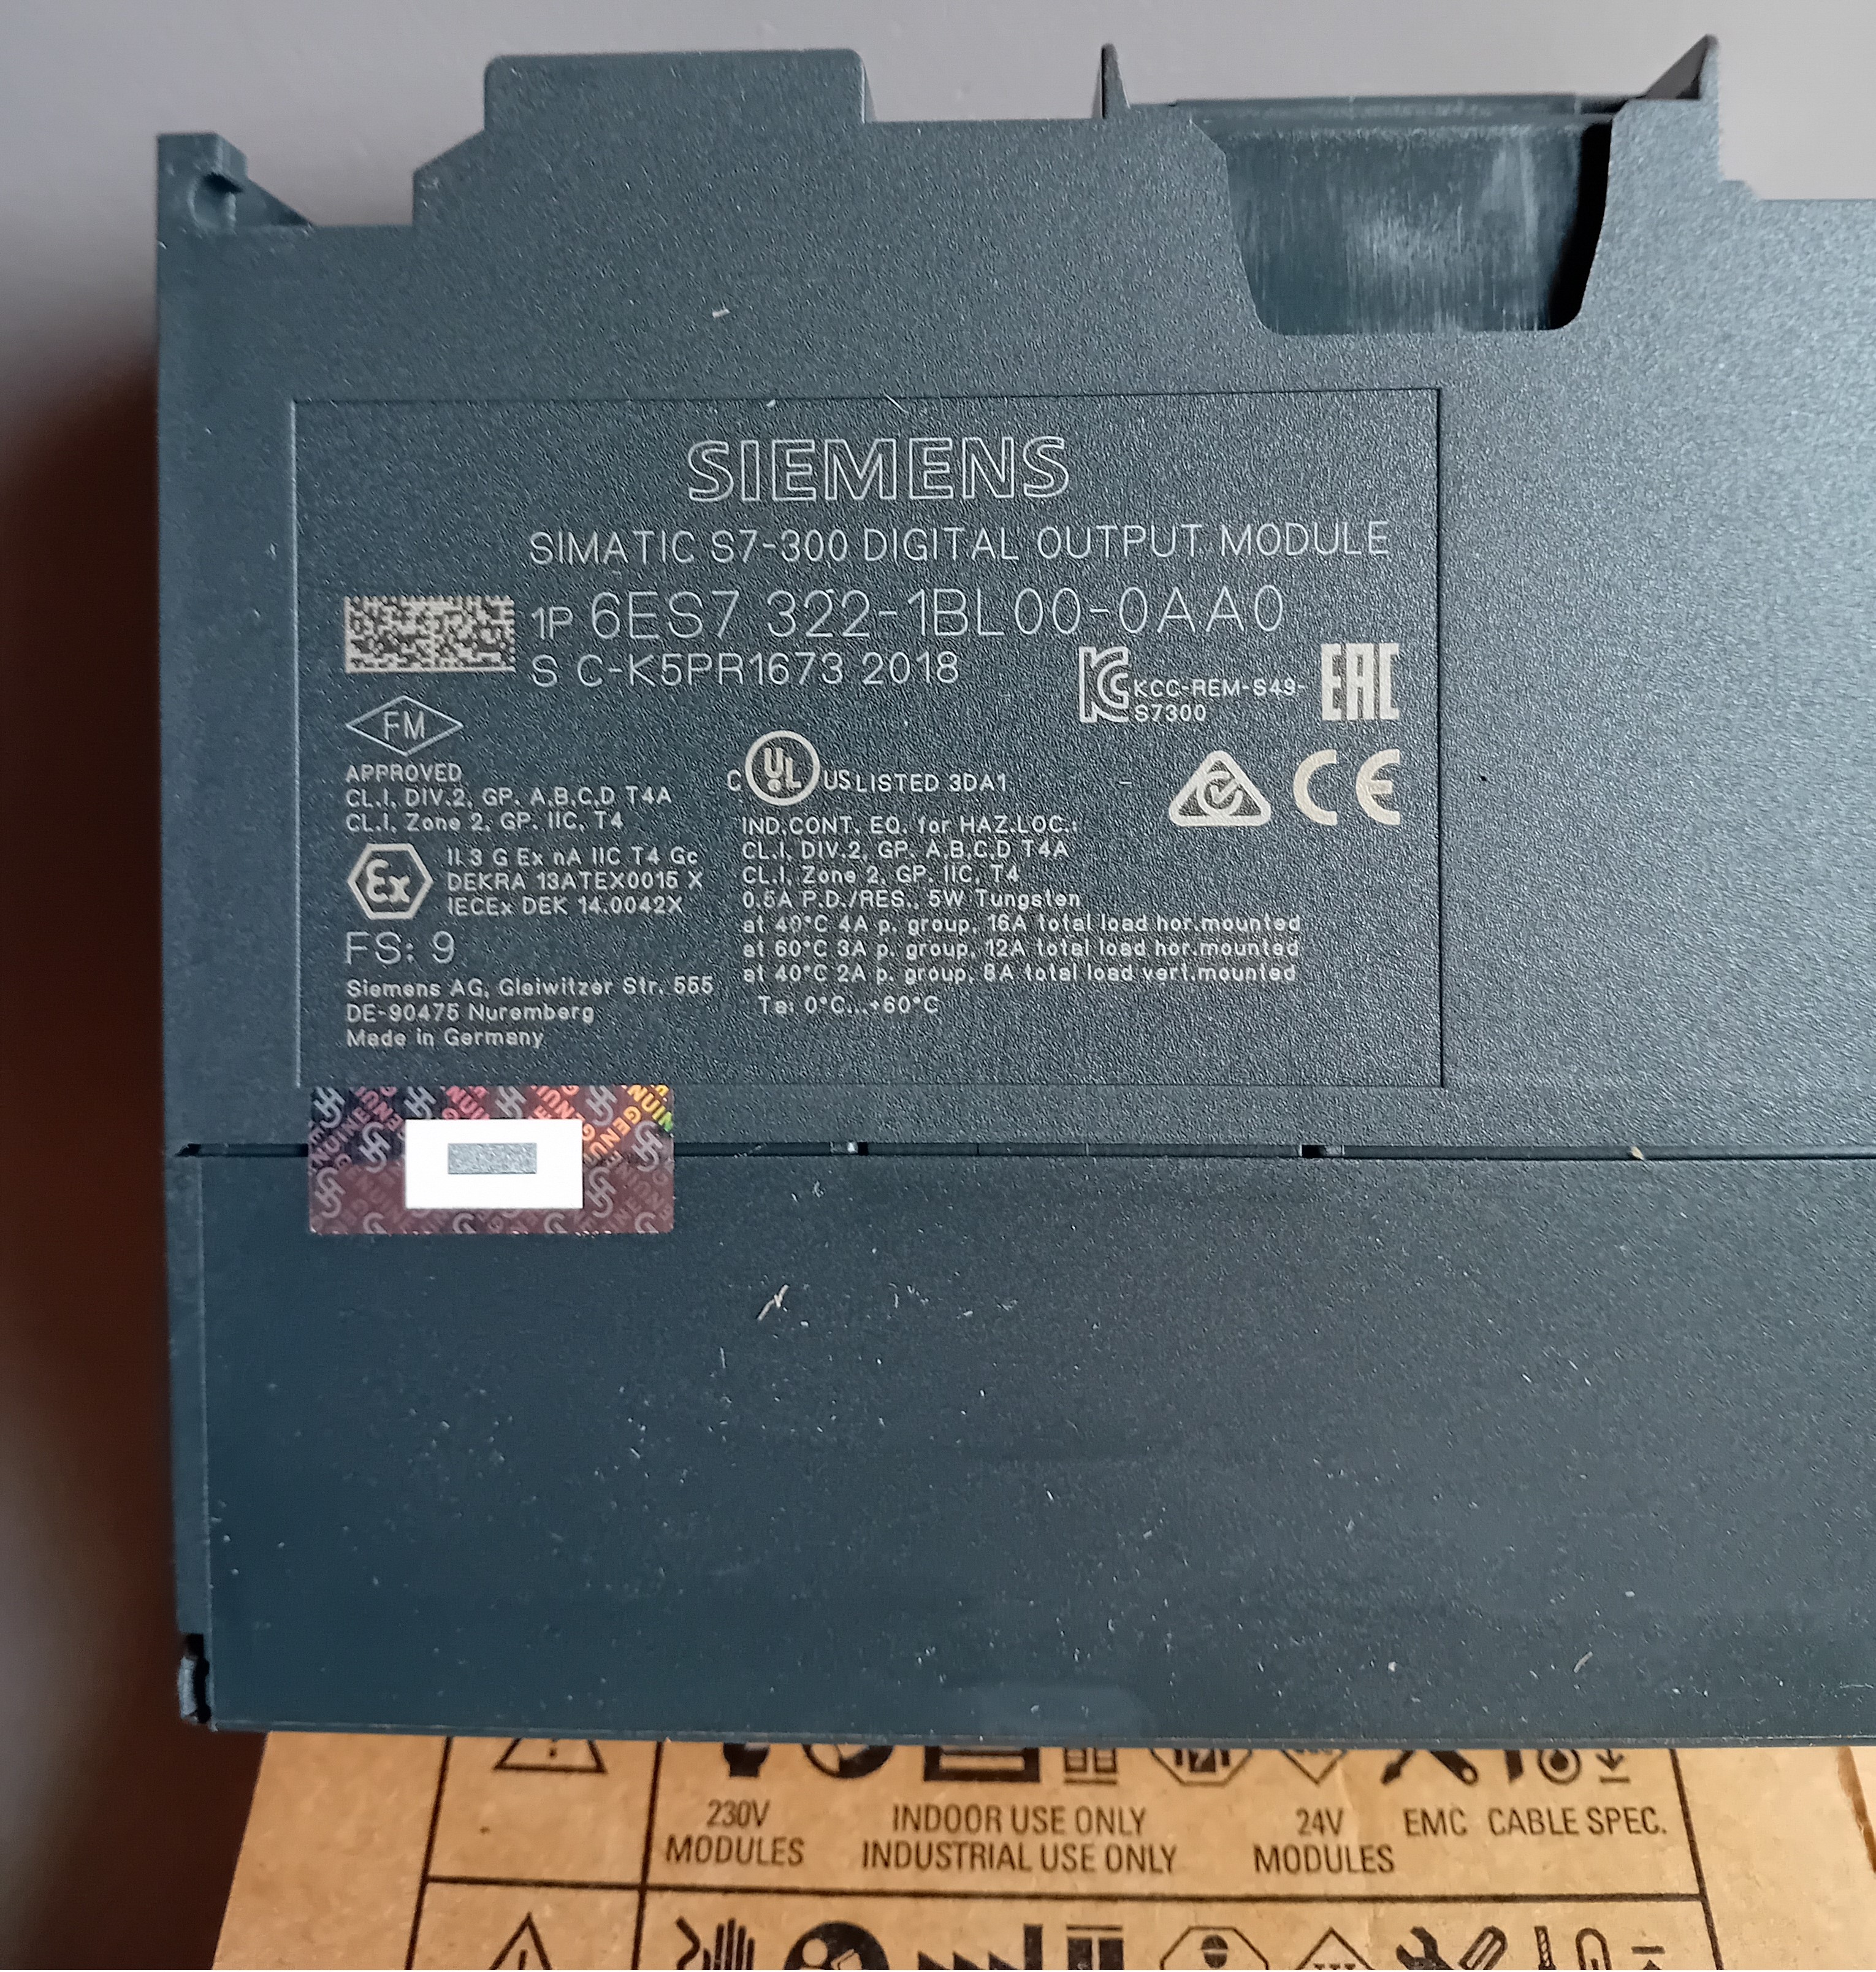 SIEMENS
SIMATIC S7-300 DIGITAL OUTPUT MODULE
1P 6ES7 322-1BL00-0AA0
S C-K5PR1673 2018
KCC-REM-S49-
S7300
EAC
FM
APPROVED
CL.I, DIV.2, GP. A,B,C,D T4A
CL.I, Zone 2, GP. IIC, T4
Ex
II 3 G Ex nA IIC T4 Gc
DEKRA 13ATEX0015 X
IECEx DEK 14.0042X
FS: 9
Siemens AG, Gleiwitzer Str. 555
DE-90475 Nuremberg
Made in Germany
C UL US LISTED 3DA1
CE
IND.CONT. EQ. for HAZ.LOC.:
CL.I, DIV.2, GP. A,B,C,D T4A
CL.I, Zone 2, GP. IIC, T4
0.5A P.D./RES., 5W Tungsten
at 40°C 4A p. group, 16A total load hor.mounted
at 60°C 3A p. group, 12A total load hor.mounted
at 40°C 2A p. group, 8A total load vert.mounted
Ta: 0°C...+60°C
GENUINE
230V
MODULES
INDOOR USE ONLY
INDUSTRIAL USE ONLY
24V
MODULES
EMC CABLE SPEC.